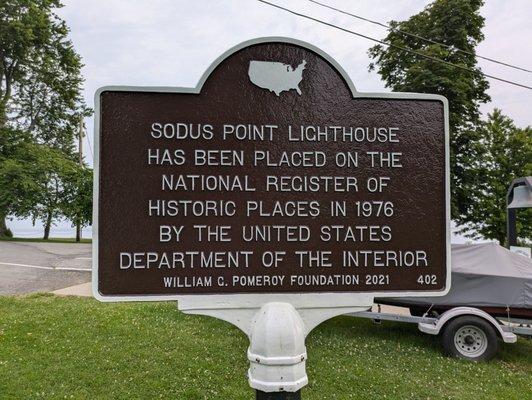 SODUS POINT LIGHTHOUSE
HAS BEEN PLACED ON THE
NATIONAL REGISTER OF
HISTORIC PLACES IN 1976
BY THE UNITED STATES
DEPARTMENT OF THE INTERIOR
WILLIAM G. POMEROY FOUNDATION 2021 402